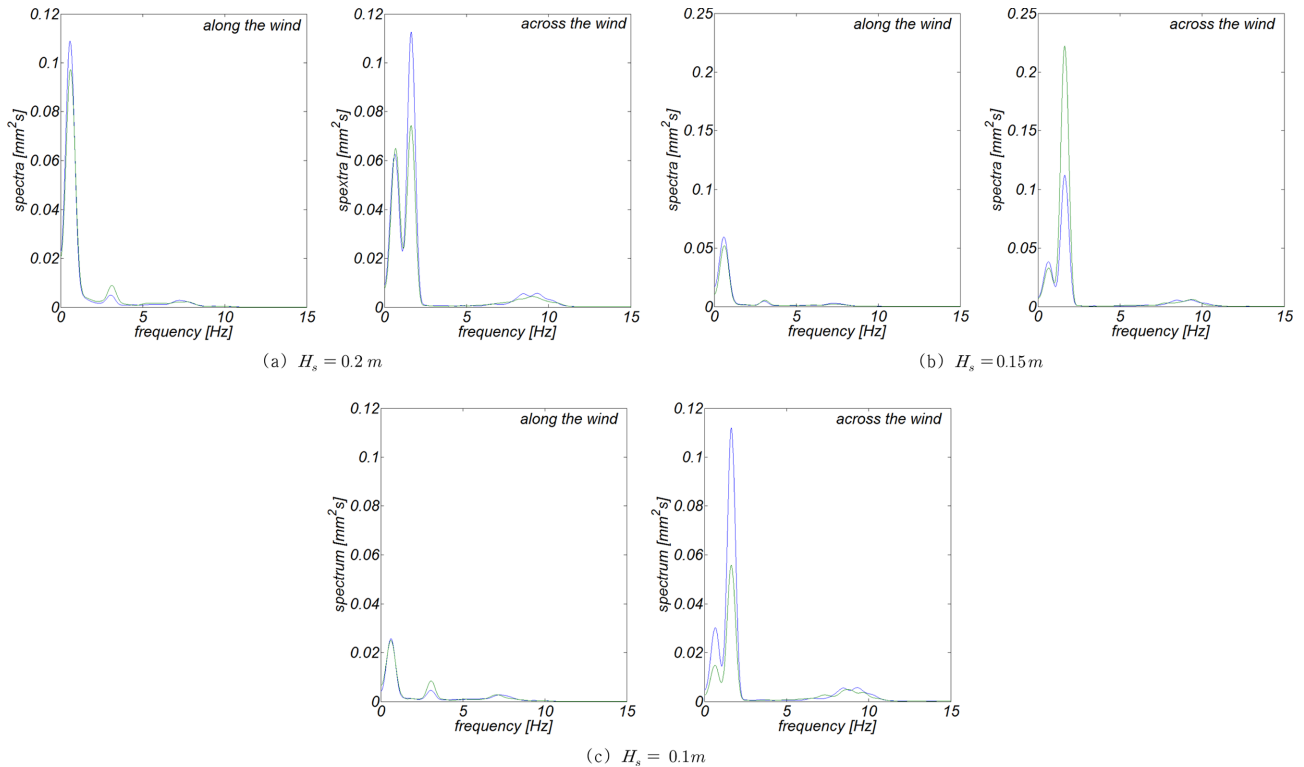 along the wind
0.12
0.1
0.08
0.06
0.04
0.02
0
spectra [mm²s]
0 5 10 15
frequency [Hz]
across the wind
0.12
0.1
0.08
0.06
0.04
0.02
0
spextra [mm²s]
0 5 10 15
frequency [Hz]
(a) H_s = 0.2 m
along the wind
0.25
0.2
0.15
0.1
0.05
0
spectra [mm²s]
0 5 10 15
frequency [Hz]
across the wind
0.25
0.2
0.15
0.1
0.05
0
spectra [mm²s]
0 5 10 15
frequency [Hz]
(b) H_s = 0.15 m
along the wind
0.12
0.1
0.08
0.06
0.04
0.02
0
spectrum [mm²s]
0 5 10 15
frequency [Hz]
across the wind
0.12
0.1
0.08
0.06
0.04
0.02
0
spectrum [mm²s]
0 5 10 15
frequency [Hz]
(c) H_s = 0.1m